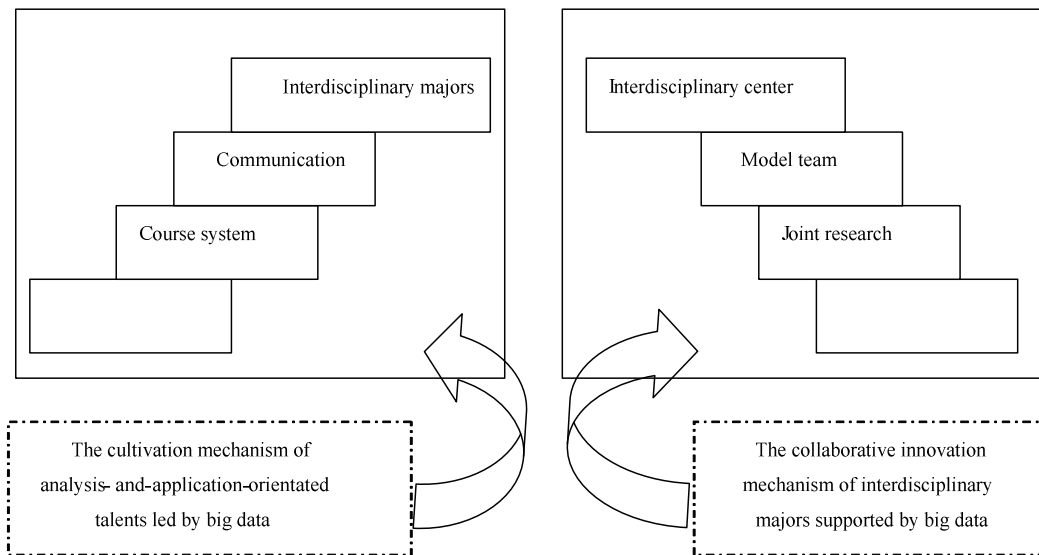 Interdisciplinary majors
Communication
Course system
Interdisciplinary center
Model team
Joint research
The cultivation mechanism of
analysis-and-application-orientated
talents led by big data
The collaborative innovation
mechanism of interdisciplinary
majors supported by big data